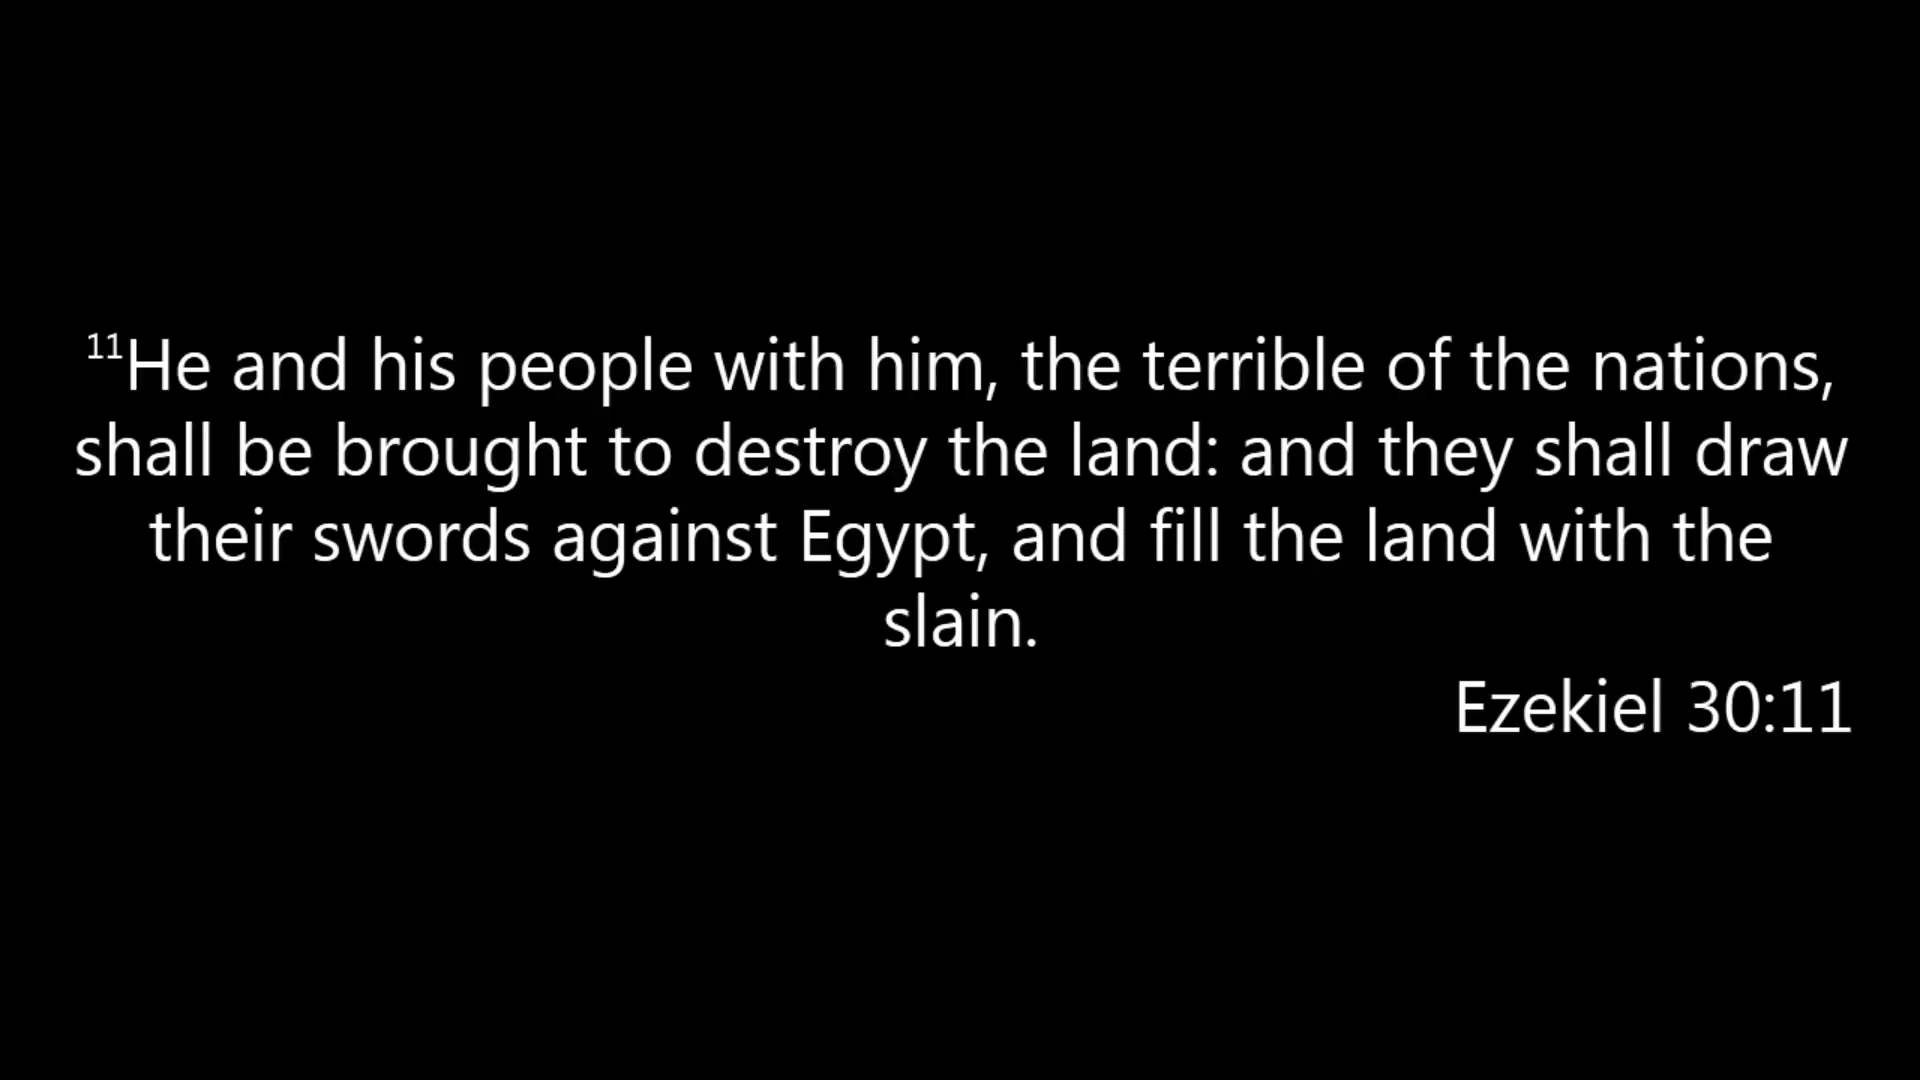 11He and his people with him, the terrible of the nations,
shall be brought to destroy the land: and they shall draw
their swords against Egypt, and fill the land with the
slain.
Ezekiel 30:11